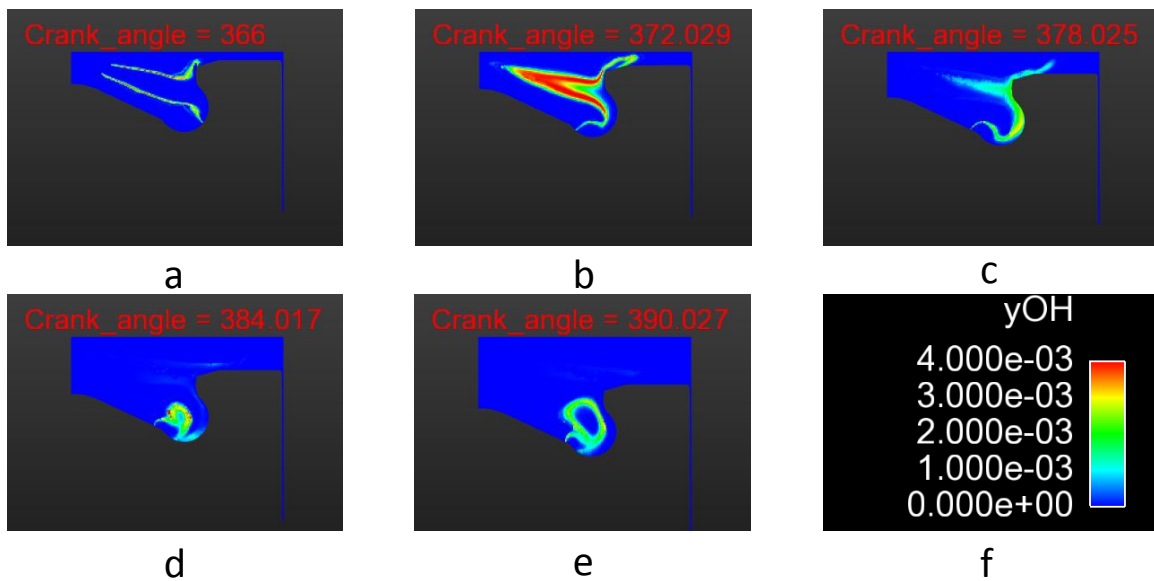 Crank_angle = 366
Crank_angle = 372.029
Crank_angle = 378.025
a
b
c
Crank_angle = 384.017
Crank_angle = 390.027
yOH
4.000e-03
3.000e-03
2.000e-03
1.000e-03
0.000e+00
d
e
f